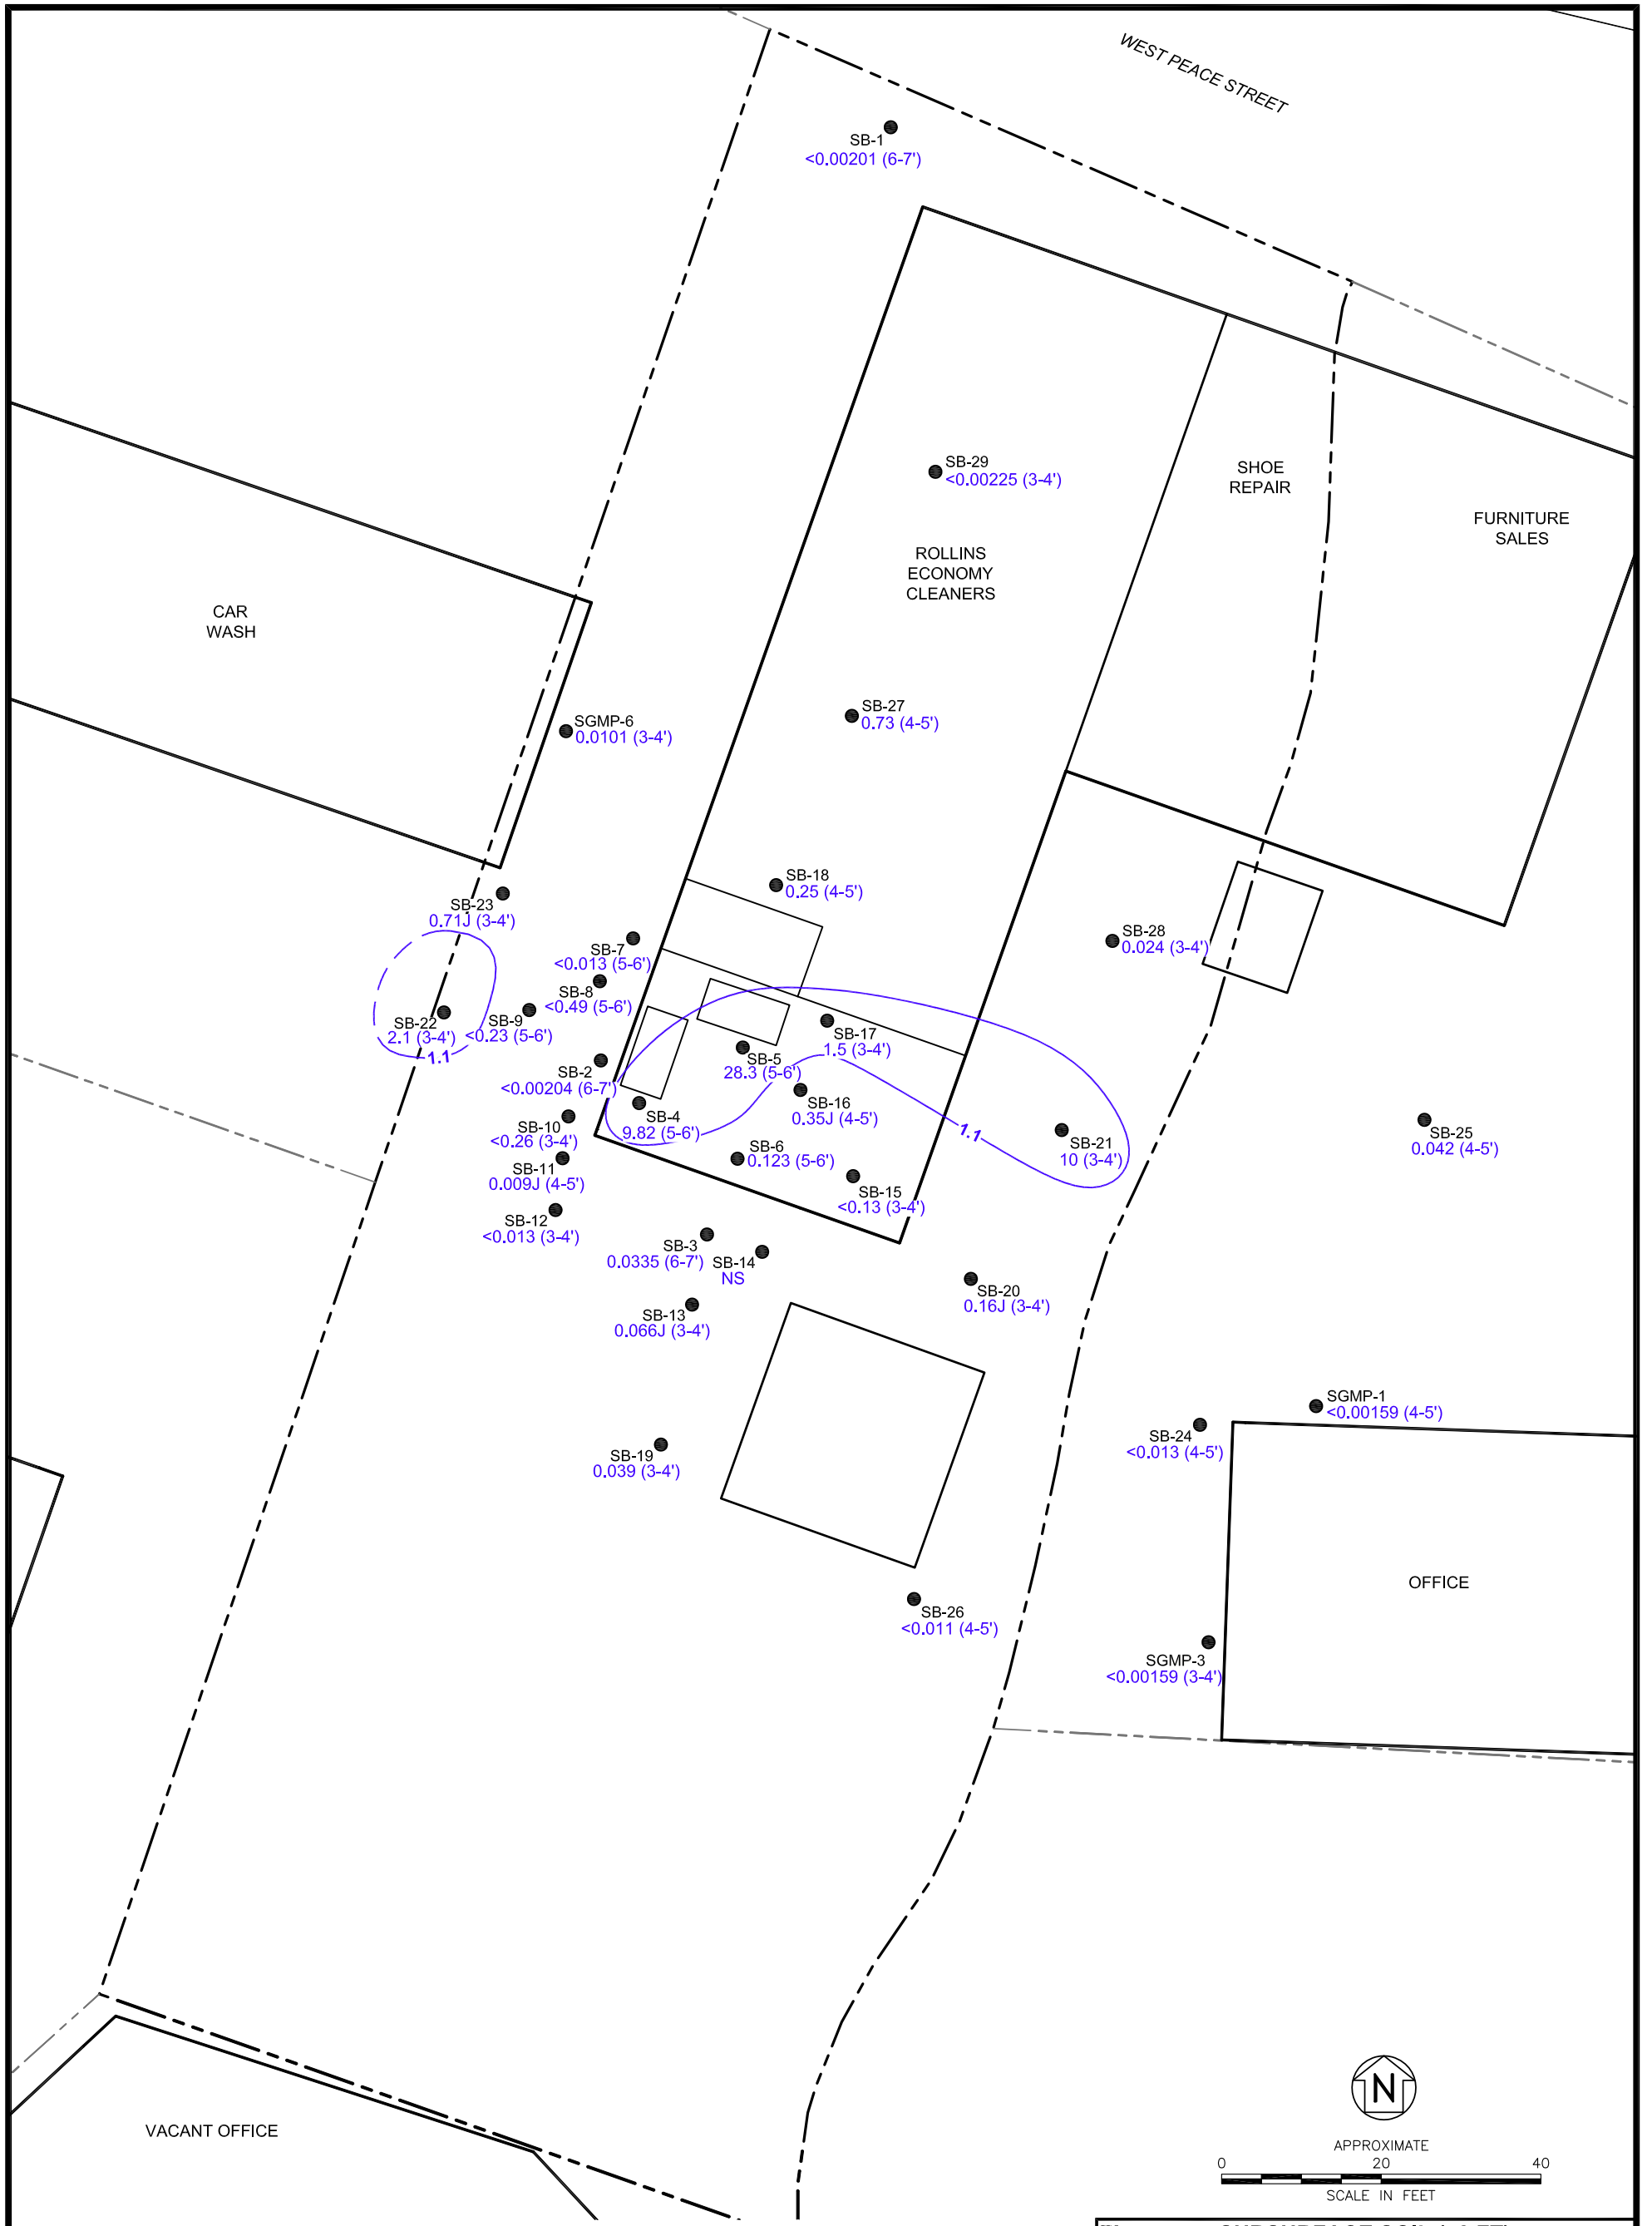 WEST PEACE STREET
SB-1
<0.00201 (6-7')
SB-29
<0.00225 (3-4')
SHOE
REPAIR
FURNITURE
SALES
ROLLINS
ECONOMY
CLEANERS
CAR
WASH
SB-27
0.73 (4-5')
SGMP-6
0.0101 (3-4')
SB-18
0.25 (4-5')
SB-23
0.71J (3-4')
SB-28
0.024 (3-4')
SB-7
<0.013 (5-6')
SB-8
<0.49 (5-6')
SB-22
2.1 (3-4')
1.1
SB-9
<0.23 (5-6')
SB-17
1.5 (3-4')
SB-5
28.3 (5-6')
SB-2
<0.00204 (6-7')
SB-16
0.35J (4-5')
SB-4
9.82 (5-6')
SB-10
<0.26 (3-4')
1.1
SB-21
10 (3-4')
SB-25
0.042 (4-5')
SB-6
0.123 (5-6')
SB-11
0.009J (4-5')
SB-15
<0.13 (3-4')
SB-12
<0.013 (3-4')
SB-3
0.0335 (6-7')
SB-14
NS
SB-20
0.16J (3-4')
SB-13
0.066J (3-4')
SGMP-1
<0.00159 (4-5')
SB-24
<0.013 (4-5')
SB-19
0.039 (3-4')
OFFICE
SB-26
<0.011 (4-5')
SGMP-3
<0.00159 (3-4')
N
VACANT OFFICE
APPROXIMATE
0 20 40
SCALE IN FEET